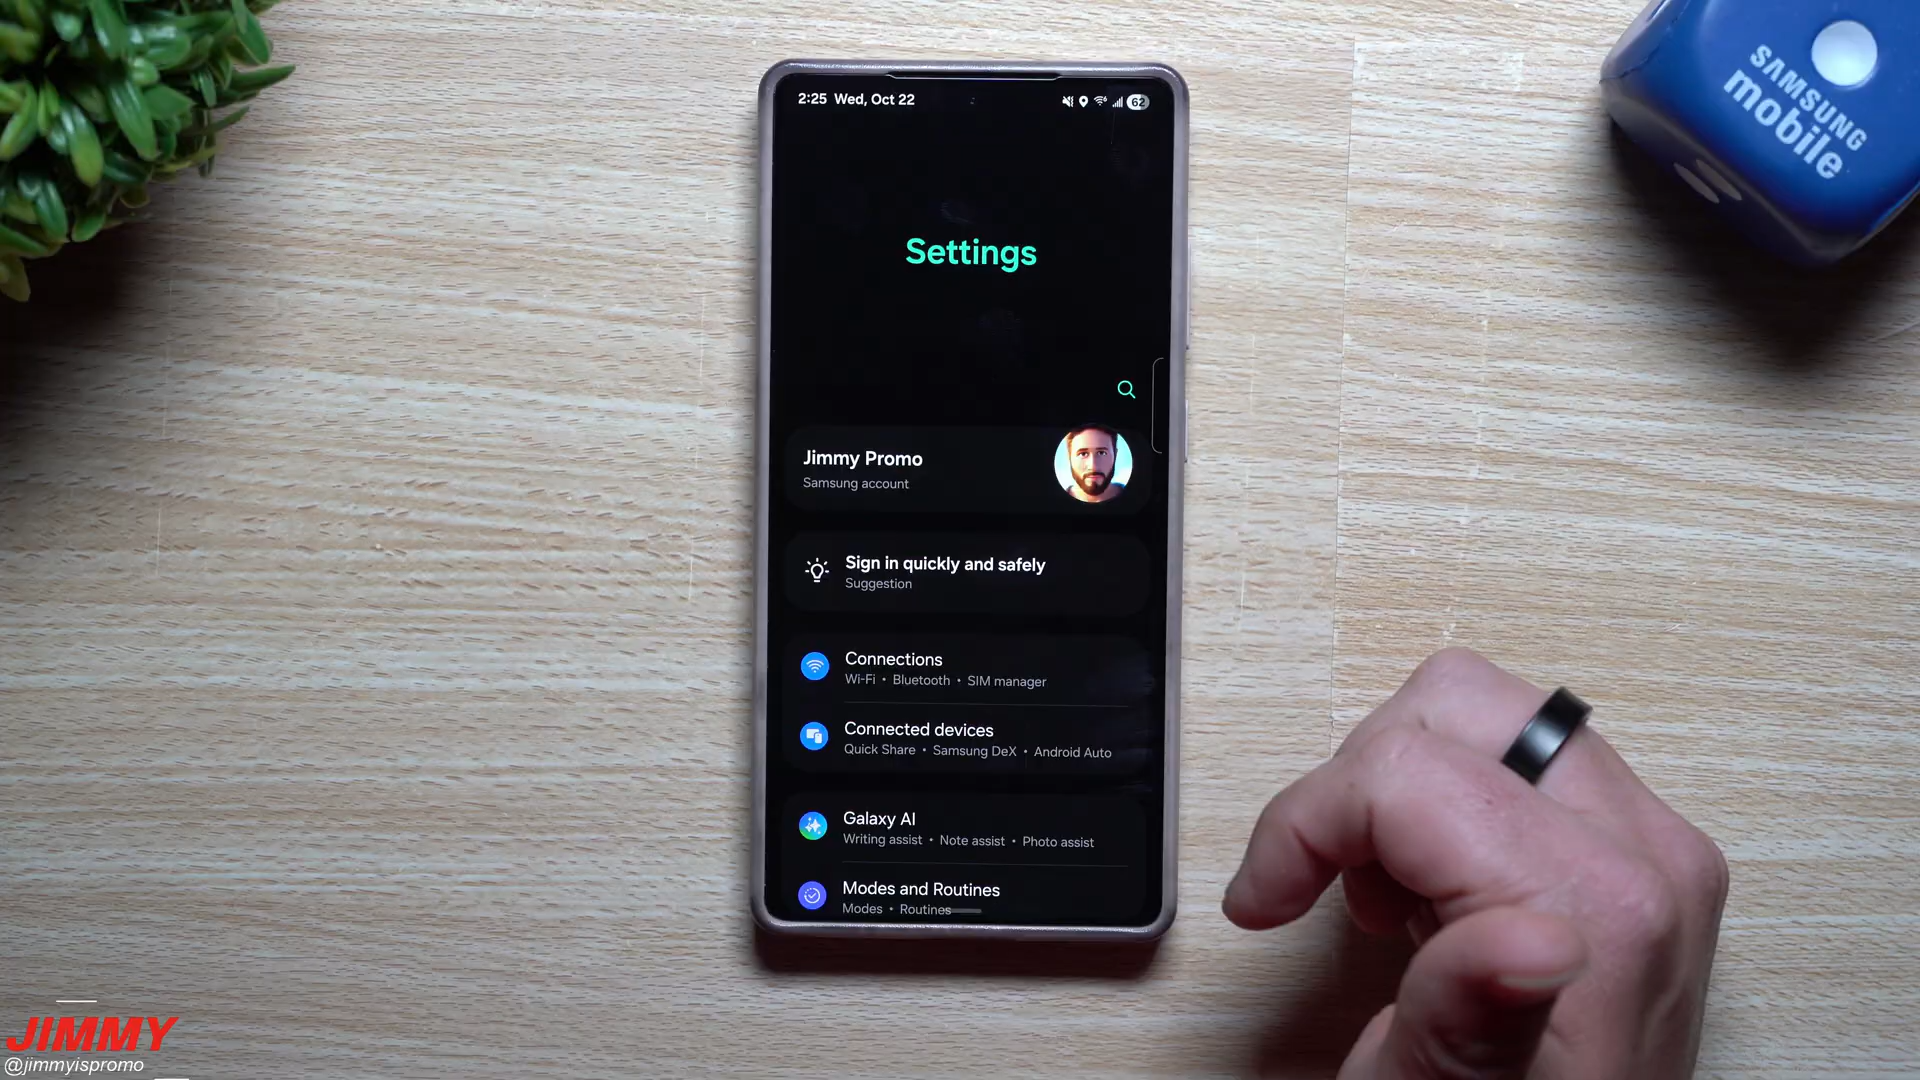 2:25 Wed, Oct 22
62
Settings
Jimmy Promo
Samsung account
Sign in quickly and safely
Suggestion
Connections
Wi-Fi • Bluetooth • SIM manager
Connected devices
Quick Share • Samsung DeX • Android Auto
Galaxy AI
Writing assist • Note assist • Photo assist
Modes and Routines
Modes • Routines
SAMSUNG
mobile
JIMMY
@jimmyispromo